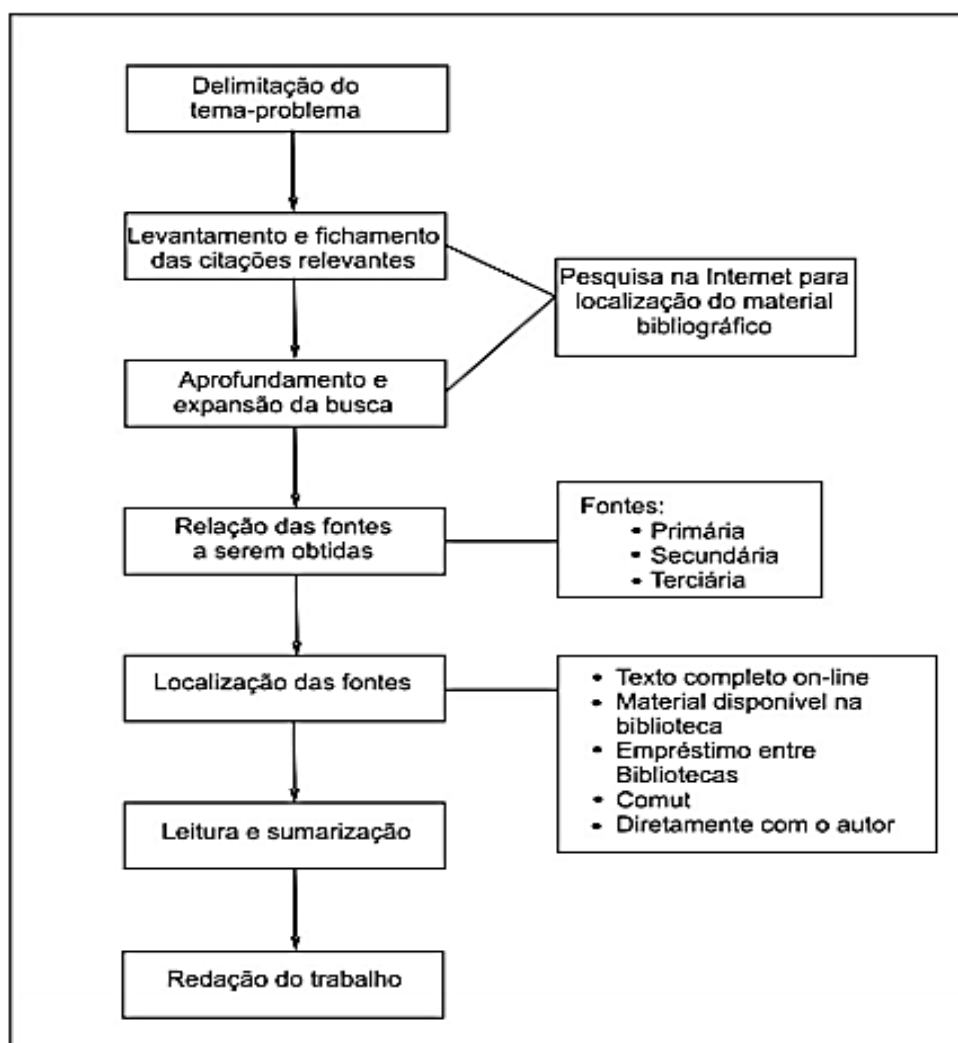 Delimitação do
tema-problema
Levantamento e fichamento
das citações relevantes
Pesquisa na Internet para
localização do material
bibliográfico
Aprofundamento e
expansão da busca
Relação das fontes
a serem obtidas
Fontes:
• Primária
• Secundária
• Terciária
Localização das fontes
• Texto completo on-line
• Material disponível na
biblioteca
• Empréstimo entre
Bibliotecas
• Comut
• Diretamente com o autor
Leitura e sumarização
Redação do trabalho